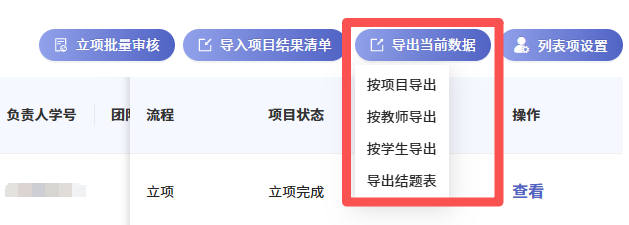 立项批量审核 导入项目结果清单 导出当前数据 列表项设置
按项目导出
按教师导出
按学生导出
导出结题表
负责人学号 流程 项目状态 操作
立项 立项完成 查看